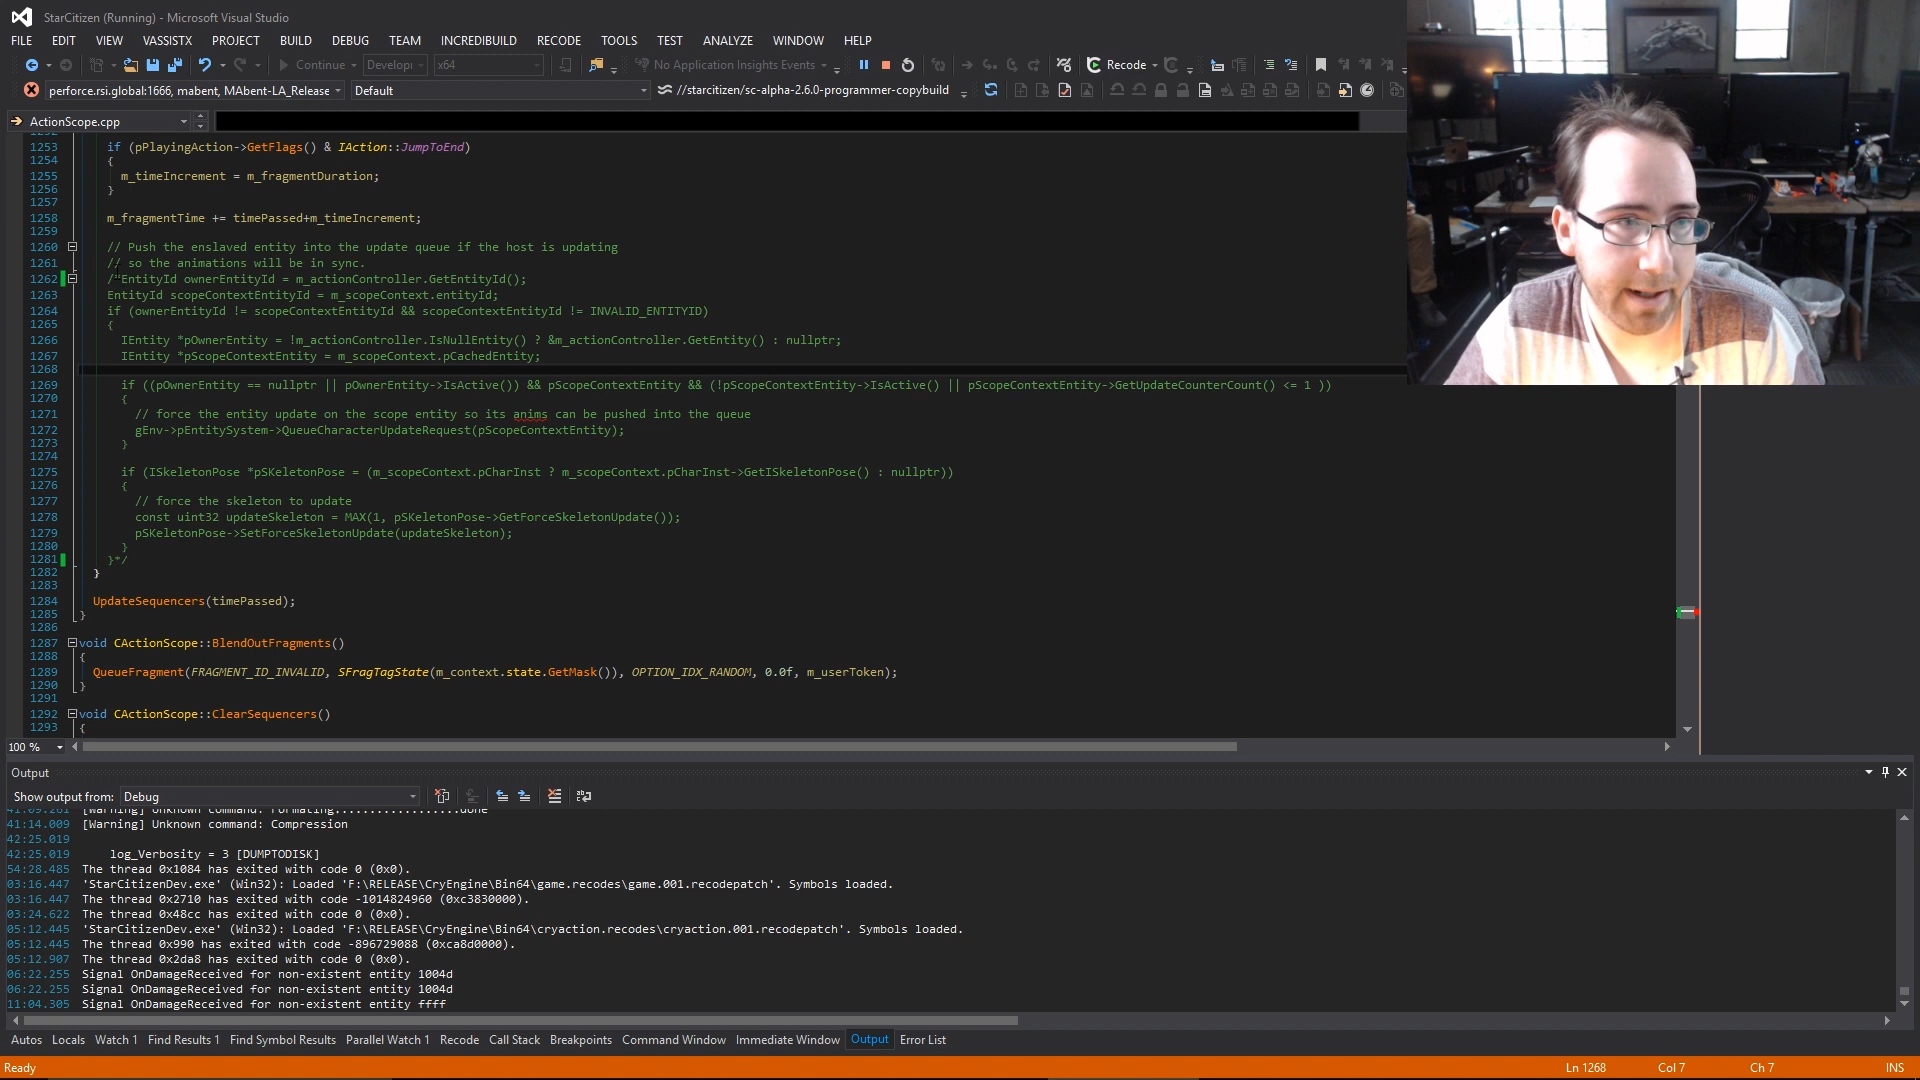 StarCitizen (Running) - Microsoft Visual Studio
FILE EDIT VIEW VASSISTX PROJECT BUILD DEBUG TEAM INCREDIBUILD RECODE TOOLS TEST ANALYZE WINDOW HELP
Continue Developi x64 No Application Insights Events Recode
perforce.rsi.global:1666, mabent, MAbent-LA_Release Default //starcitizen/sc-alpha-2.6.0-programmer-copybuild
ActionScope.cpp
1253 if (pPlayingAction->GetFlags() & IAction::JumpToEnd)
1254 {
1255 m_timeIncrement = m_fragmentDuration;
1256 }
1257
1258 m_fragmentTime += timePassed+m_timeIncrement;
1259
1260 // Push the enslaved entity into the update queue if the host is updating
1261 // so the animations will be in sync.
1262 /*EntityId ownerEntityId = m_actionController.GetEntityId();
1263 EntityId scopeContextEntityId = m_scopeContext.entityId;
1264 if (ownerEntityId != scopeContextEntityId && scopeContextEntityId != INVALID_ENTITYID)
1265 {
1266 IEntity *pOwnerEntity = !m_actionController.IsNullEntity() ? &m_actionController.GetEntity() : nullptr;
1267 IEntity *pScopeContextEntity = m_scopeContext.pCachedEntity;
1268
1269 if ((pOwnerEntity == nullptr || pOwnerEntity->IsActive()) && pScopeContextEntity && (!pScopeContextEntity->IsActive() || pScopeContextEntity->GetUpdateCounterCount() <= 1 ))
1270 {
1271 // force the entity update on the scope entity so its anims can be pushed into the queue
1272 gEnv->pEntitySystem->QueueCharacterUpdateRequest(pScopeContextEntity);
1273 }
1274
1275 if (ISkeletonPose *pSKeletonPose = (m_scopeContext.pCharInst ? m_scopeContext.pCharInst->GetISkeletonPose() : nullptr))
1276 {
1277 // force the skeleton to update
1278 const uint32 updateSkeleton = MAX(1, pSKeletonPose->GetForceSkeletonUpdate());
1279 pSKeletonPose->SetForceSkeletonUpdate(updateSkeleton);
1280 }
1281 }*/
1282 }
1283
1284 UpdateSequencers(timePassed);
1285 }
1286
1287 void CActionScope::BlendOutFragments()
1288 {
1289 QueueFragment(FRAGMENT_ID_INVALID, SFragTagState(m_context.state.GetMask()), OPTION_IDX_RANDOM, 0.0f, m_userToken);
1290 }
1291
1292 void CActionScope::ClearSequencers()
1293 {
100 %
Output
Show output from: Debug
41:09.261 [Warning] Unknown command: Formating..................done
41:14.009 [Warning] Unknown command: Compression
42:25.019
42:25.019 log_Verbosity = 3 [DUMPTODISK]
54:28.485 The thread 0x1084 has exited with code 0 (0x0).
03:16.447 'StarCitizenDev.exe' (Win32): Loaded 'F:\RELEASE\CryEngine\Bin64\game.recodes\game.001.recodepatch'. Symbols loaded.
03:16.447 The thread 0x2710 has exited with code -1014824960 (0xc3830000).
03:24.622 The thread 0x48cc has exited with code 0 (0x0).
05:12.445 'StarCitizenDev.exe' (Win32): Loaded 'F:\RELEASE\CryEngine\Bin64\cryaction.recodes\cryaction.001.recodepatch'. Symbols loaded.
05:12.445 The thread 0x990 has exited with code -896729088 (0xca8d0000).
05:12.907 The thread 0x2da8 has exited with code 0 (0x0).
06:22.255 Signal OnDamageReceived for non-existent entity 1004d
06:22.255 Signal OnDamageReceived for non-existent entity 1004d
11:04.305 Signal OnDamageReceived for non-existent entity ffff
Autos Locals Watch 1 Find Results 1 Find Symbol Results Parallel Watch 1 Recode Call Stack Breakpoints Command Window Immediate Window Output Error List
Ready Ln 1268 Col 7 Ch 7 INS